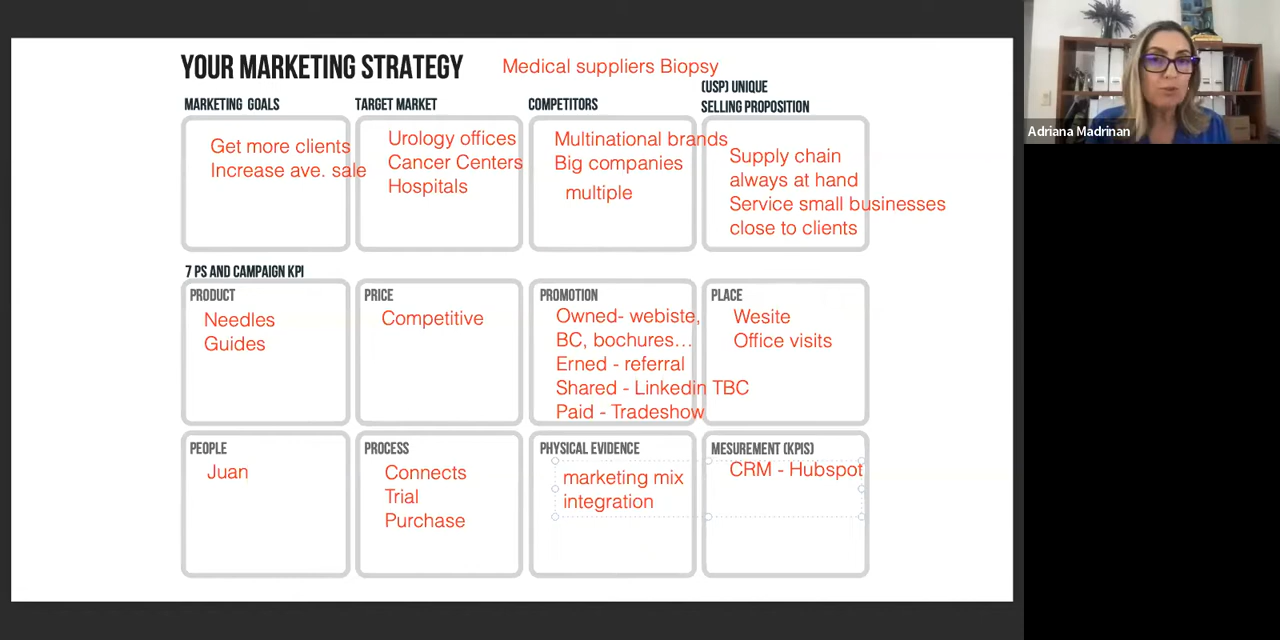 YOUR MARKETING STRATEGY
Medical suppliers Biopsy
MARKETING GOALS
Get more clients
Increase ave. sale
TARGET MARKET
Urology offices
Cancer Centers
Hospitals
COMPETITORS
Multinational brands
Big companies
multiple
(USP) UNIQUE
SELLING PROPOSITION
Supply chain
always at hand
Service small businesses
close to clients
7 PS AND CAMPAIGN KPI
PRODUCT
Needles
Guides
PRICE
Competitive
PROMOTION
Owned- webiste,
BC, bochures...
Erned - referral
Shared - Linkedin TBC
Paid - Tradeshow
PLACE
Wesite
Office visits
PEOPLE
Juan
PROCESS
Connects
Trial
Purchase
PHYSICAL EVIDENCE
marketing mix
integration
MESUREMENT (KPIS)
CRM - Hubspot
Adriana Madrinan